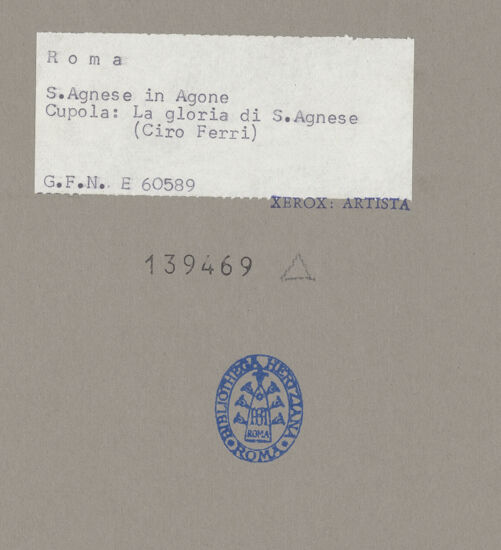 R o m a
S.Agnese in Agone
Cupola: La gloria di S.Agnese
(Ciro Ferri)
G.F.N. E 60589
XEROX: ARTISTA
139469
BIBLIOTHECA HERTZIANA
ROMA
ROMA